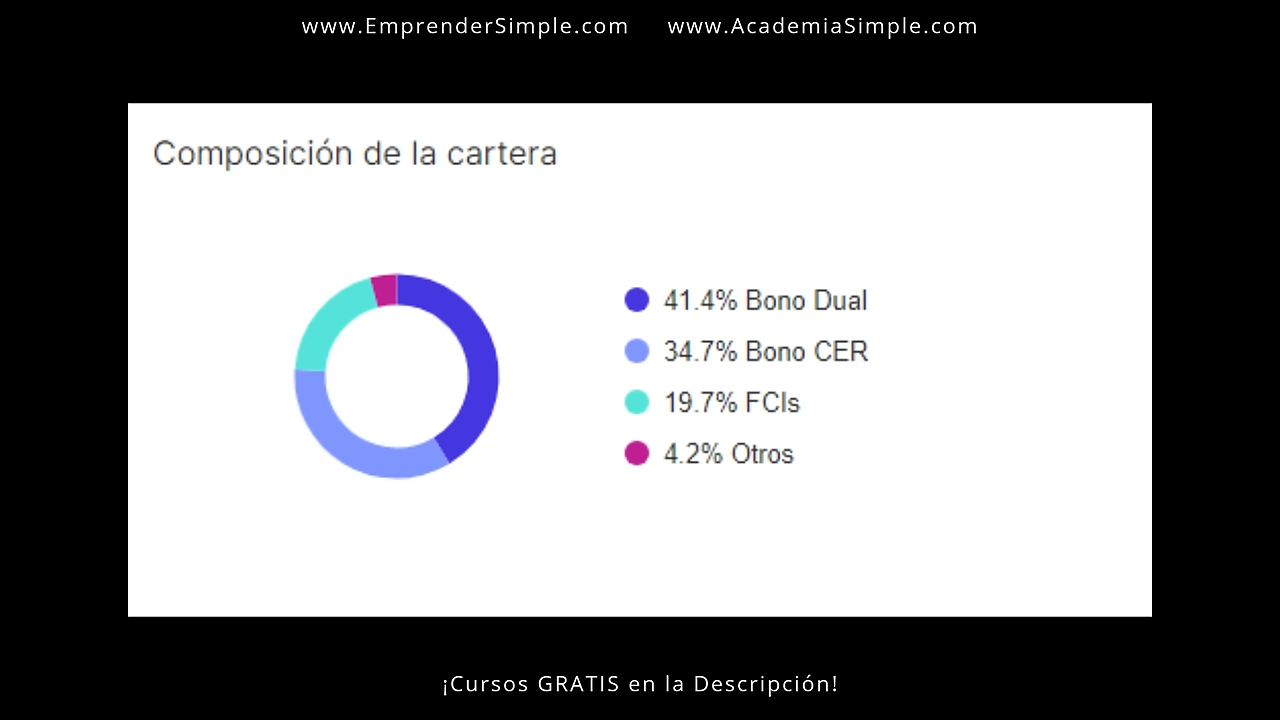 www.EmprenderSimple.com www.AcademiaSimple.com
Composición de la cartera
41.4% Bono Dual
34.7% Bono CER
19.7% FCIs
4.2% Otros
¡Cursos GRATIS en la Descripción!